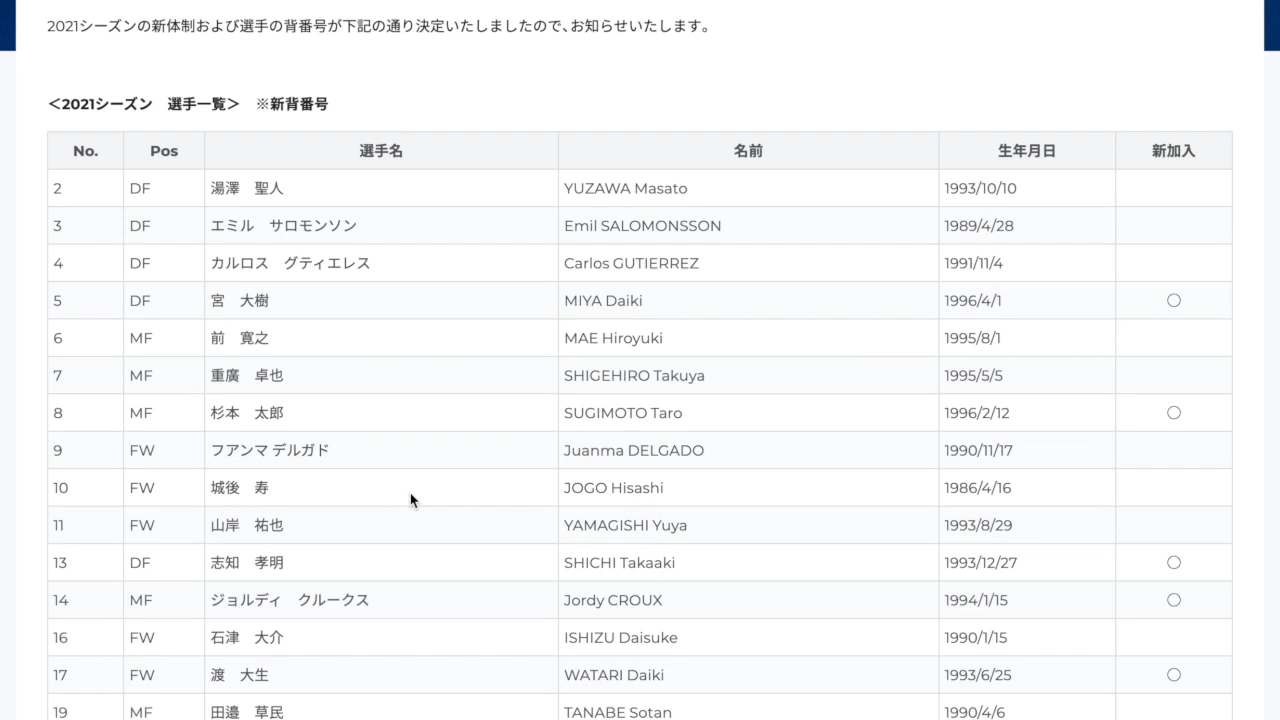 2021シーズンの新体制および選手の背番号が下記の通り決定いたしましたので、お知らせいたします。
＜2021シーズン　選手一覧＞　※新背番号
No. Pos 選手名 名前 生年月日 新加入
2 DF 湯澤　聖人 YUZAWA Masato 1993/10/10
3 DF エミル　サロモンソン Emil SALOMONSSON 1989/4/28
4 DF カルロス　グティエレス Carlos GUTIERREZ 1991/11/4
5 DF 宮　大樹 MIYA Daiki 1996/4/1 〇
6 MF 前　寛之 MAE Hiroyuki 1995/8/1
7 MF 重廣　卓也 SHIGEHIRO Takuya 1995/5/5
8 MF 杉本　太郎 SUGIMOTO Taro 1996/2/12 〇
9 FW フアンマ デルガド Juanma DELGADO 1990/11/17
10 FW 城後　寿 JOGO Hisashi 1986/4/16
11 FW 山岸　祐也 YAMAGISHI Yuya 1993/8/29
13 DF 志知　孝明 SHICHI Takaaki 1993/12/27 〇
14 MF ジョルディ　クルークス Jordy CROUX 1994/1/15 〇
16 FW 石津　大介 ISHIZU Daisuke 1990/1/15
17 FW 渡　大生 WATARI Daiki 1993/6/25 〇
19 MF 田邉　草民 TANABE Sotan 1990/4/6